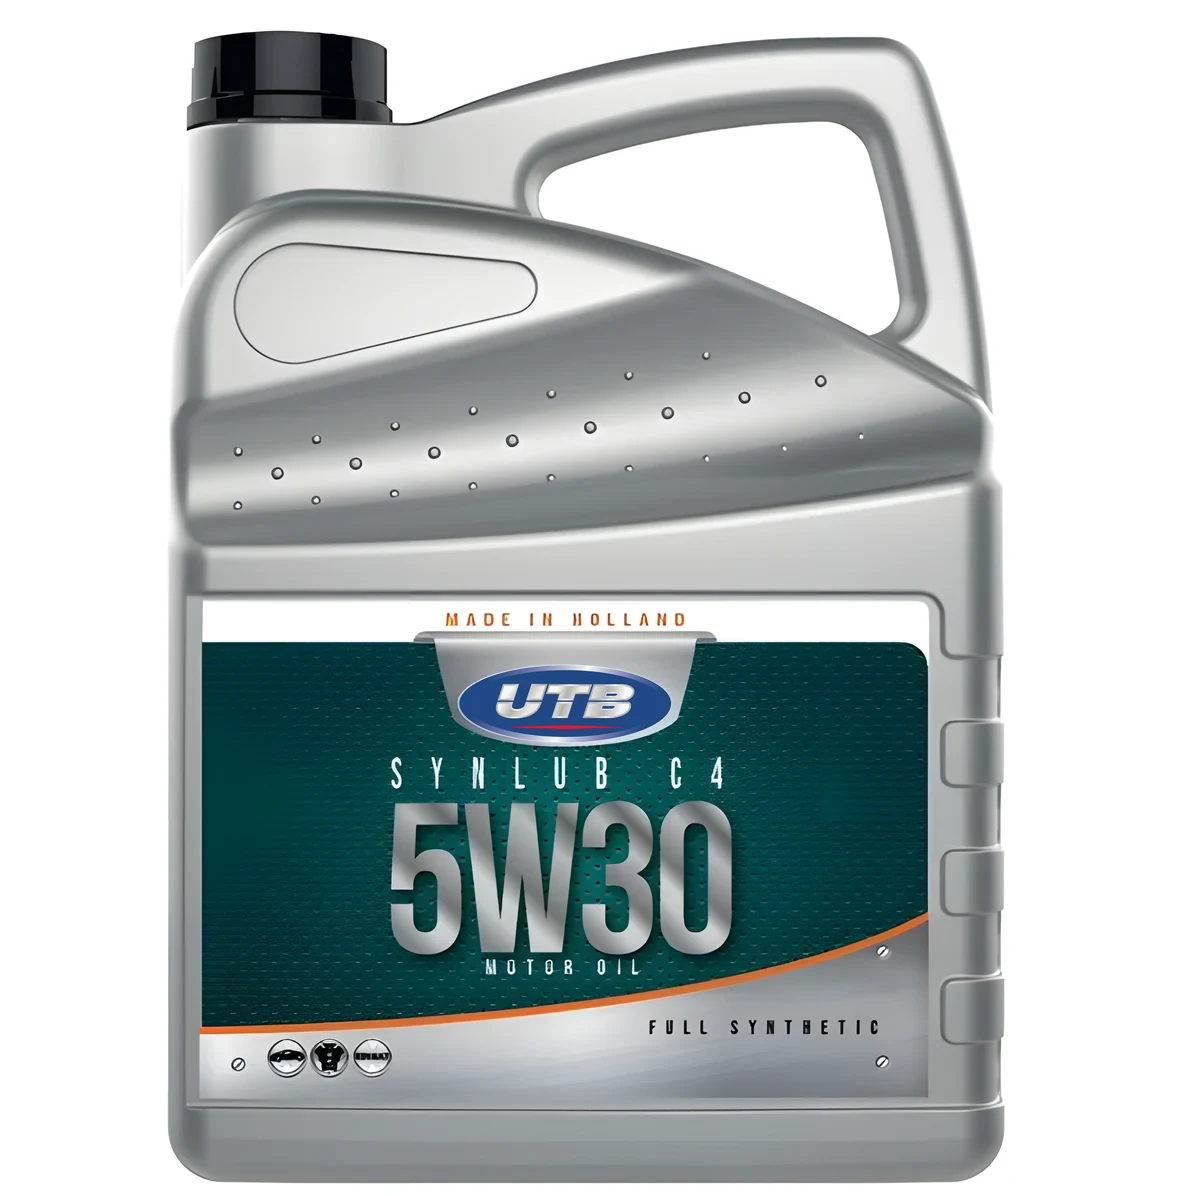 MADE IN HOLLAND
UTB
SYNLUB C4
5W30
MOTOR OIL
FULL SYNTHETIC